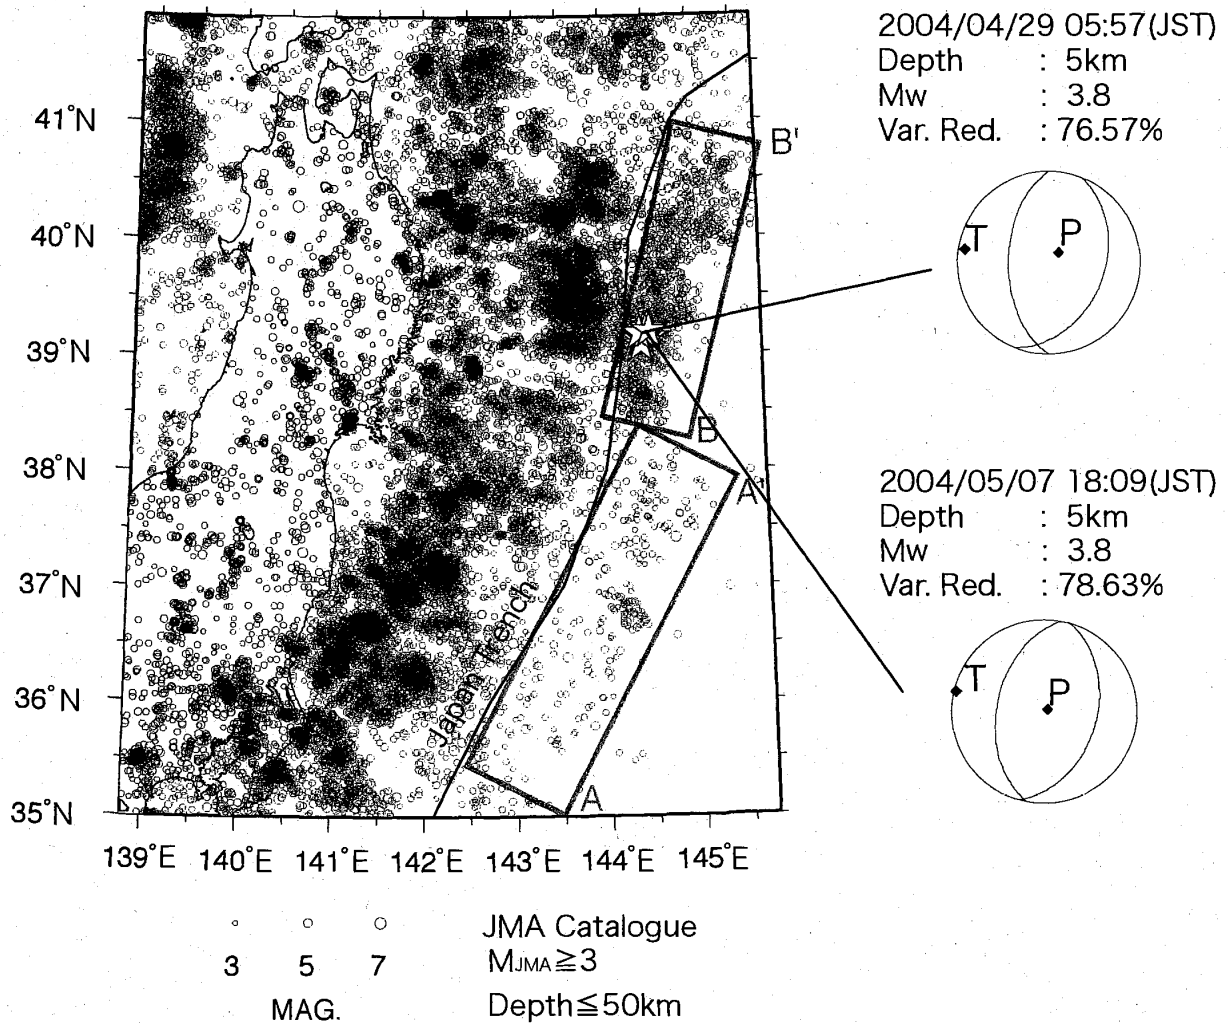 2004/04/29 05:57(JST)
Depth : 5km
Mw : 3.8
Var. Red. : 76.57%
T
P
41°N
40°N
39°N
38°N
37°N
36°N
35°N
B'
B
A'
A
Japan Trench
139°E 140°E 141°E 142°E 143°E 144°E 145°E
2004/05/07 18:09(JST)
Depth : 5km
Mw : 3.8
Var. Red. : 78.63%
T
P
3 5 7
MAG.
JMA Catalogue
MJMA≧3
Depth≦50km